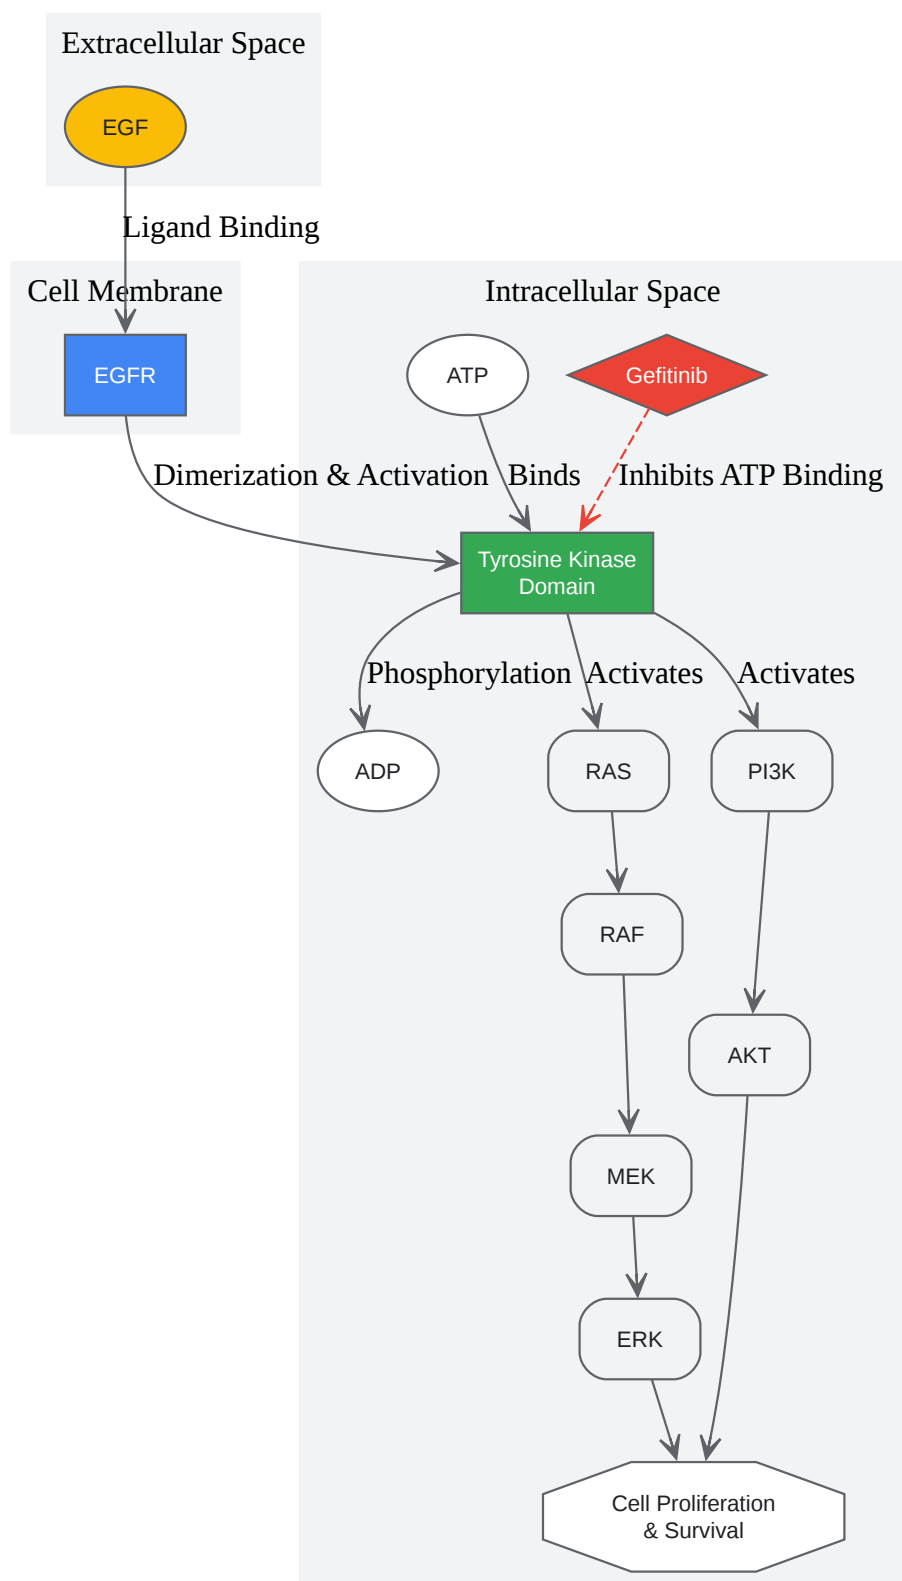 Extracellular Space
EGF
Ligand Binding
Cell Membrane
Intracellular Space
EGFR
ATP
Gefitinib
Dimerization & Activation
Binds
Inhibits ATP Binding
Tyrosine Kinase
Domain
Phosphorylation
Activates
Activates
ADP
RAS
PI3K
RAF
AKT
MEK
ERK
Cell Proliferation
& Survival